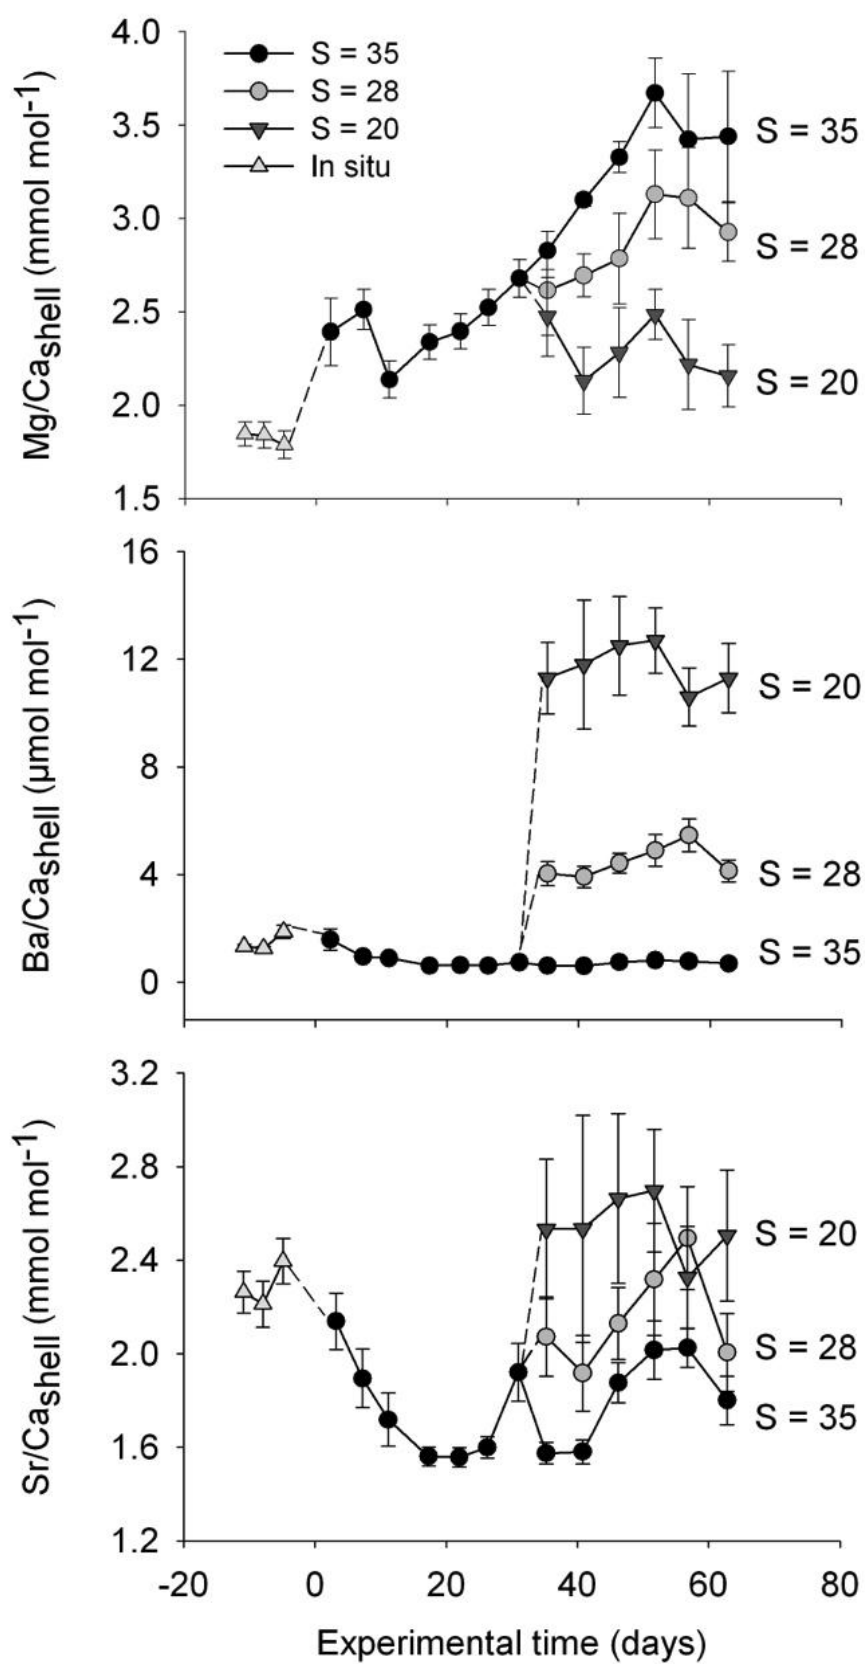 4.0
S = 35
S = 28
S = 20
In situ
3.5
3.0
2.5
2.0
1.5
Mg/Cashell (mmol mol-1)
S = 35
S = 28
S = 20
16
12
8
4
0
Ba/Cashell (μmol mol-1)
S = 20
S = 28
S = 35
3.2
2.8
2.4
2.0
1.6
1.2
Sr/Cashell (mmol mol-1)
S = 20
S = 28
S = 35
-20 0 20 40 60 80
Experimental time (days)